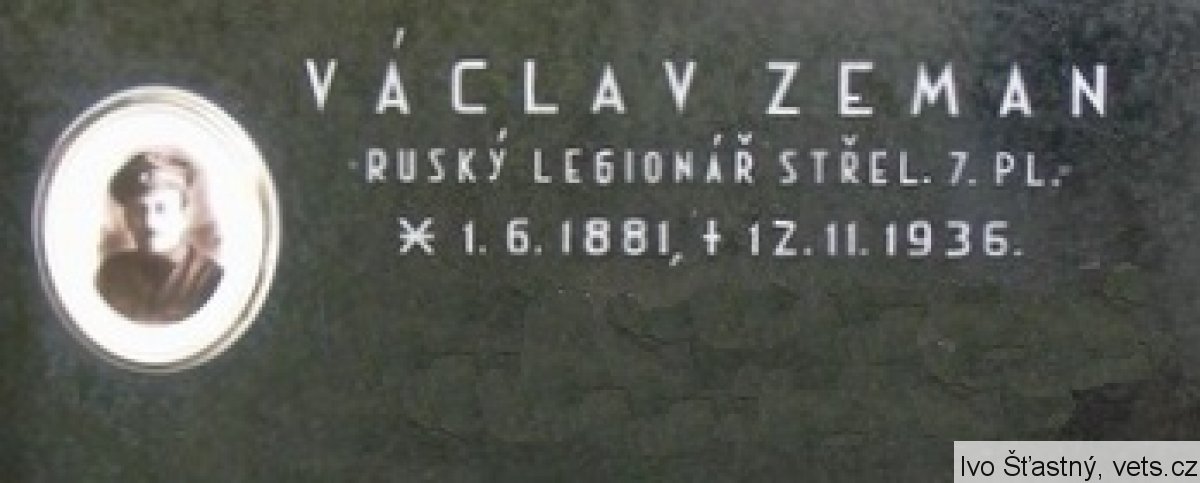 VÁCLAV ZEMAN
-RUSKÝ LEGIONÁŘ STŘEL. 7. PL.-
* 1. 6. 1881, † 12. 11. 1936.
Ivo Šťastný, vets.cz